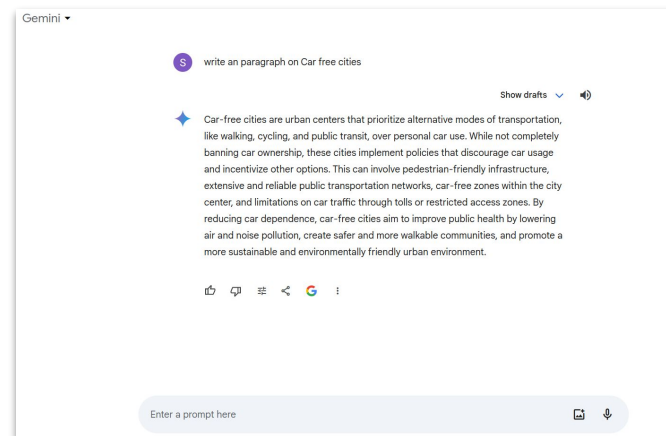 Gemini
S
write an paragraph on Car free cities
Show drafts
Car-free cities are urban centers that prioritize alternative modes of transportation,
like walking, cycling, and public transit, over personal car use. While not completely
banning car ownership, these cities implement policies that discourage car usage
and incentivize other options. This can involve pedestrian-friendly infrastructure,
extensive and reliable public transportation networks, car-free zones within the city
center, and limitations on car traffic through tolls or restricted access zones. By
reducing car dependence, car-free cities aim to improve public health by lowering
air and noise pollution, create safer and more walkable communities, and promote a
more sustainable and environmentally friendly urban environment.
G
Enter a prompt here